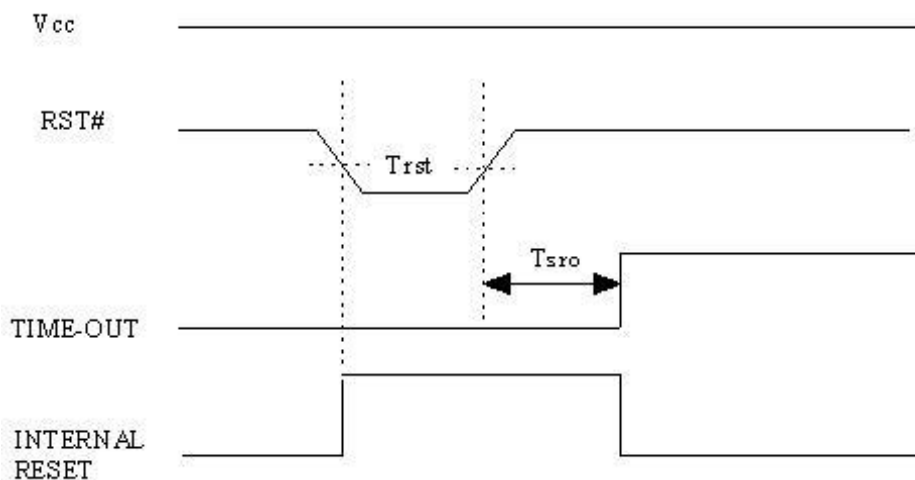 Vcc
RST#
Trst
Tsro
TIME-OUT
INTERNAL
RESET